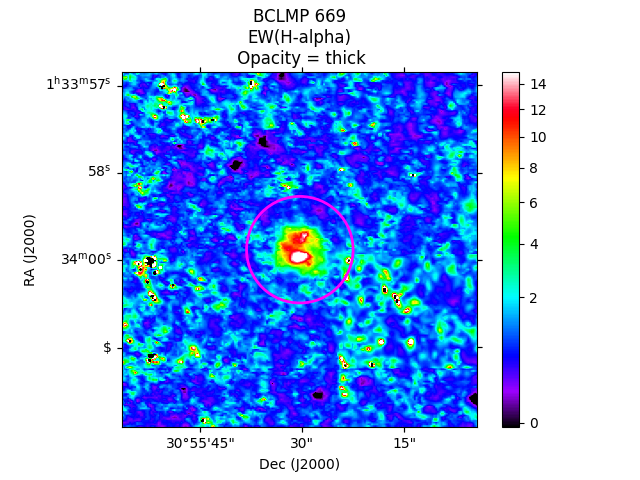 BCLMP 669
EW(H-alpha)
Opacity = thick
1ʰ33ᵐ57ˢ
58ˢ
34ᵐ00ˢ
$
RA (J2000)
30°55'45"
30"
15"
Dec (J2000)
14
12
10
8
6
4
2
0